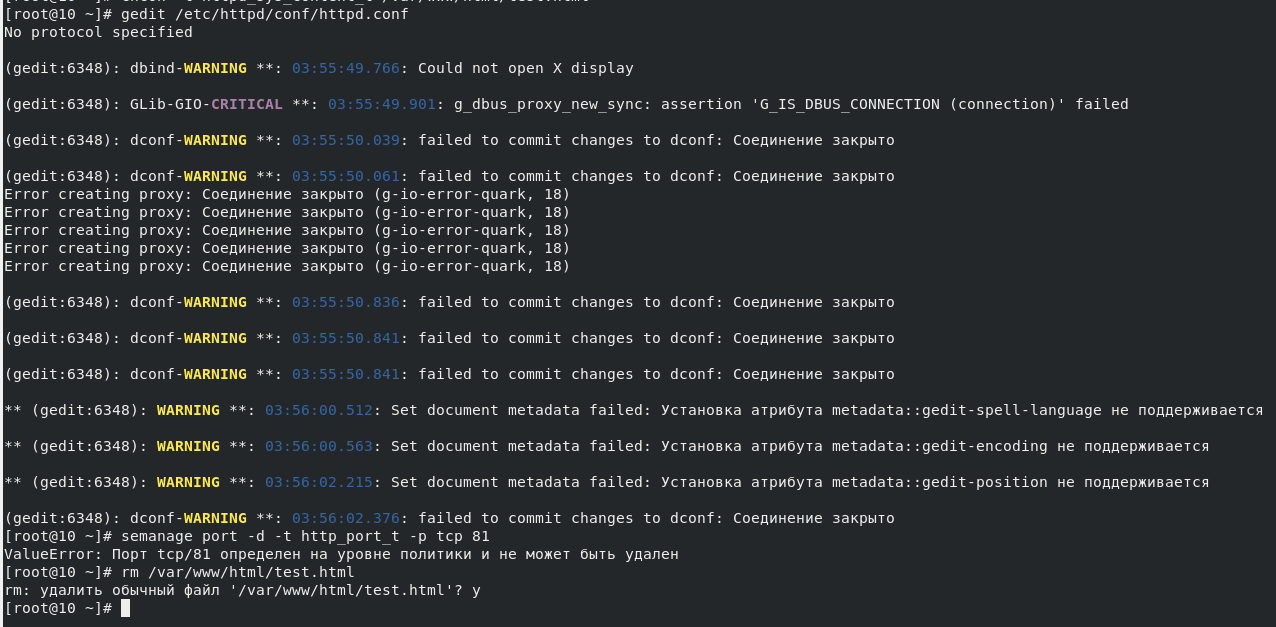 [root@10 ~]# gedit /etc/httpd/conf/httpd.conf
No protocol specified
(gedit:6348): dbind-WARNING **: 03:55:49.766: Could not open X display
(gedit:6348): GLib-GIO-CRITICAL **: 03:55:49.901: g_dbus_proxy_new_sync: assertion 'G_IS_DBUS_CONNECTION (connection)' failed
(gedit:6348): dconf-WARNING **: 03:55:50.039: failed to commit changes to dconf: Соединение закрыто
(gedit:6348): dconf-WARNING **: 03:55:50.061: failed to commit changes to dconf: Соединение закрыто
Error creating proxy: Соединение закрыто (g-io-error-quark, 18)
Error creating proxy: Соединение закрыто (g-io-error-quark, 18)
Error creating proxy: Соединение закрыто (g-io-error-quark, 18)
Error creating proxy: Соединение закрыто (g-io-error-quark, 18)
Error creating proxy: Соединение закрыто (g-io-error-quark, 18)
(gedit:6348): dconf-WARNING **: 03:55:50.836: failed to commit changes to dconf: Соединение закрыто
(gedit:6348): dconf-WARNING **: 03:55:50.841: failed to commit changes to dconf: Соединение закрыто
(gedit:6348): dconf-WARNING **: 03:55:50.841: failed to commit changes to dconf: Соединение закрыто
** (gedit:6348): WARNING **: 03:56:00.512: Set document metadata failed: Установка атрибута metadata::gedit-spell-language не поддерживается
** (gedit:6348): WARNING **: 03:56:00.563: Set document metadata failed: Установка атрибута metadata::gedit-encoding не поддерживается
** (gedit:6348): WARNING **: 03:56:02.215: Set document metadata failed: Установка атрибута metadata::gedit-position не поддерживается
(gedit:6348): dconf-WARNING **: 03:56:02.376: failed to commit changes to dconf: Соединение закрыто
[root@10 ~]# semanage port -d -t http_port_t -p tcp 81
ValueError: Порт tcp/81 определен на уровне политики и не может быть удален
[root@10 ~]# rm /var/www/html/test.html
rm: удалить обычный файл '/var/www/html/test.html'? y
[root@10 ~]#